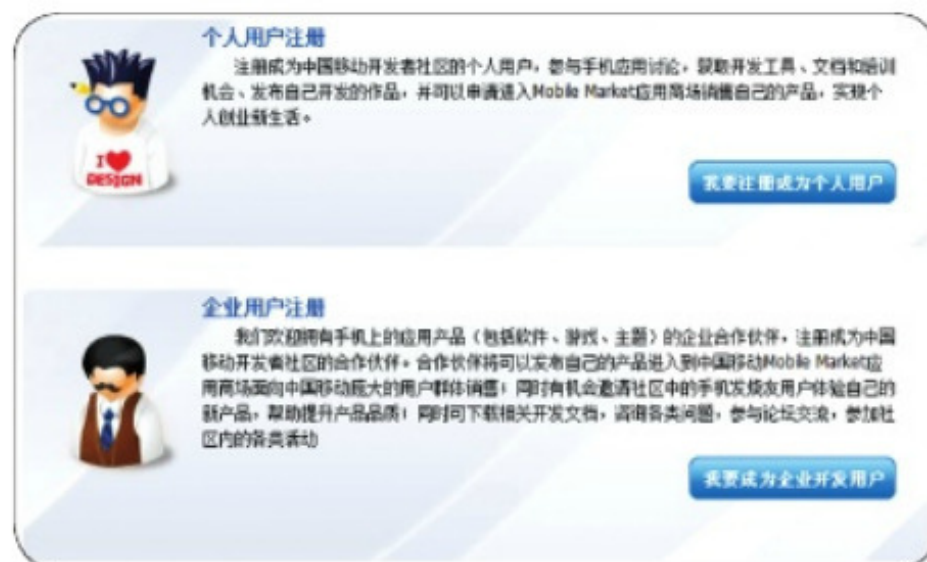 个人用户注册
注册成为中国移动开发者社区的个人用户，参与手机应用讨论，获取开发工具、文档和培训
机会、发布自己开发的作品，并可以申请进入Mobile Market应用商场销售自己的产品，实现个
人创业新生活。
I ❤
DESIGN
我要注册成为个人用户
企业用户注册
我们欢迎拥有手机上的应用产品（包括软件、游戏、主题）的企业合作伙伴，注册成为中国
移动开发者社区的合作伙伴。合作伙伴将可以发布自己的产品进入到中国移动Mobile Market应
用商场面向中国移动庞大的用户群体销售；同时有机会邀请社区中的手机发烧友用户体验自己的
新产品，帮助提升产品品质；同时可下载相关开发文档，咨询各类问题，参与论坛交流，参加社
区内的各类活动
我要成为企业开发用户